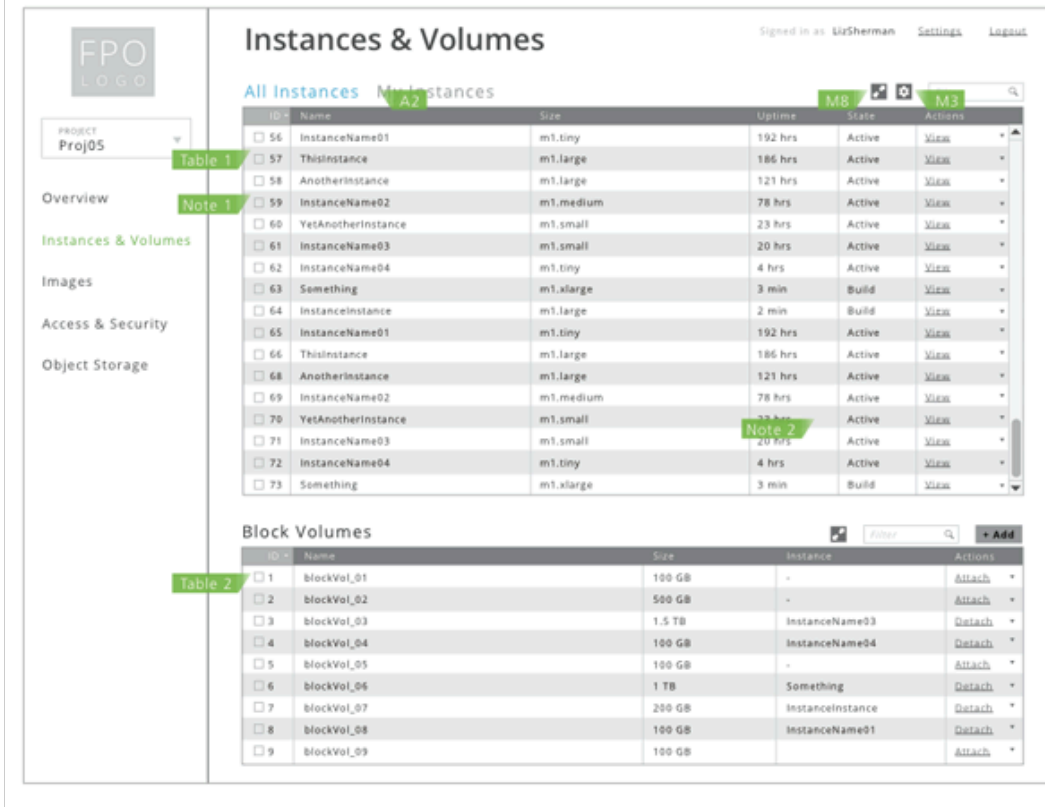 FPO
LOGO
Instances & Volumes
Signed in as LizSherman Settings Logout
All Instances My Instances
A2
M8
M3
PROJECT
Proj05
Overview
Instances & Volumes
Images
Access & Security
Object Storage
Table 1
Note 1
Note 2
Table 2
ID Name Size Uptime State Actions
56 InstanceName01 m1.tiny 192 hrs Active View
57 ThisInstance m1.large 186 hrs Active View
58 AnotherInstance m1.large 121 hrs Active View
59 InstanceName02 m1.medium 78 hrs Active View
60 YetAnotherInstance m1.small 23 hrs Active View
61 InstanceName03 m1.small 20 hrs Active View
62 InstanceName04 m1.tiny 4 hrs Active View
63 Something m1.xlarge 3 min Build View
64 InstanceInstance m1.large 2 min Build View
65 InstanceName01 m1.tiny 192 hrs Active View
66 ThisInstance m1.large 186 hrs Active View
68 AnotherInstance m1.large 121 hrs Active View
69 InstanceName02 m1.medium 78 hrs Active View
70 YetAnotherInstance m1.small 23 hrs Active View
71 InstanceName03 m1.small 20 hrs Active View
72 InstanceName04 m1.tiny 4 hrs Active View
73 Something m1.xlarge 3 min Build View
Block Volumes
Filter
+ Add
ID Name Size Instance Actions
1 blockVol_01 100 GB - Attach
2 blockVol_02 500 GB - Attach
3 blockVol_03 1.5 TB InstanceName03 Detach
4 blockVol_04 100 GB InstanceName04 Detach
5 blockVol_05 100 GB - Attach
6 blockVol_06 1 TB Something Detach
7 blockVol_07 200 GB InstanceInstance Detach
8 blockVol_08 100 GB InstanceName01 Detach
9 blockVol_09 100 GB Attach